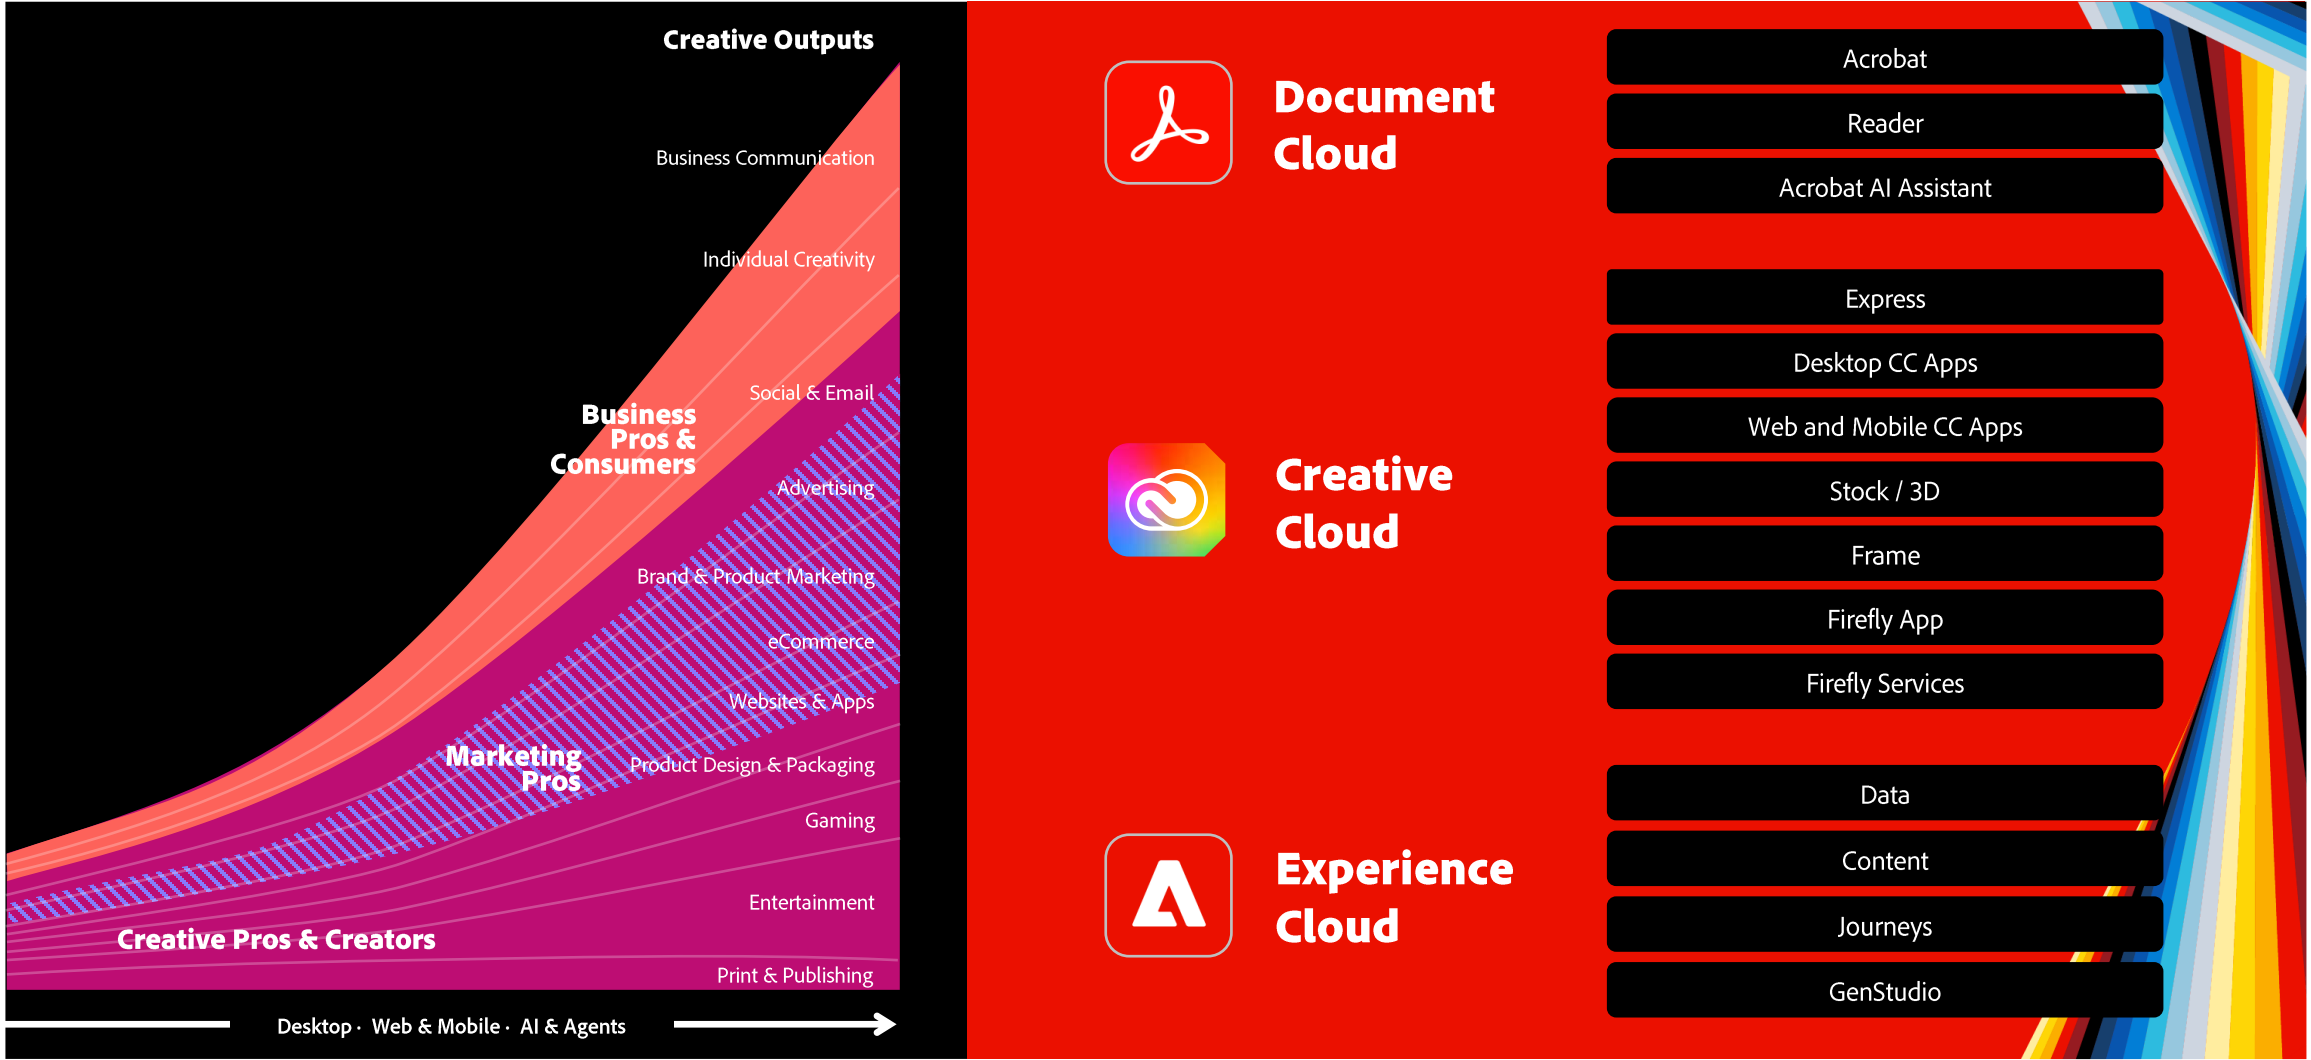 Creative Outputs
Business Communication
Individual Creativity
Social & Email
Business
Pros &
Consumers
Advertising
Brand & Product Marketing
eCommerce
Websites & Apps
Marketing
Pros
Product Design & Packaging
Gaming
Entertainment
Creative Pros & Creators
Print & Publishing
Desktop · Web & Mobile · AI & Agents
Document
Cloud
Acrobat
Reader
Acrobat AI Assistant
Creative
Cloud
Express
Desktop CC Apps
Web and Mobile CC Apps
Stock / 3D
Frame
Firefly App
Firefly Services
Experience
Cloud
Data
Content
Journeys
GenStudio